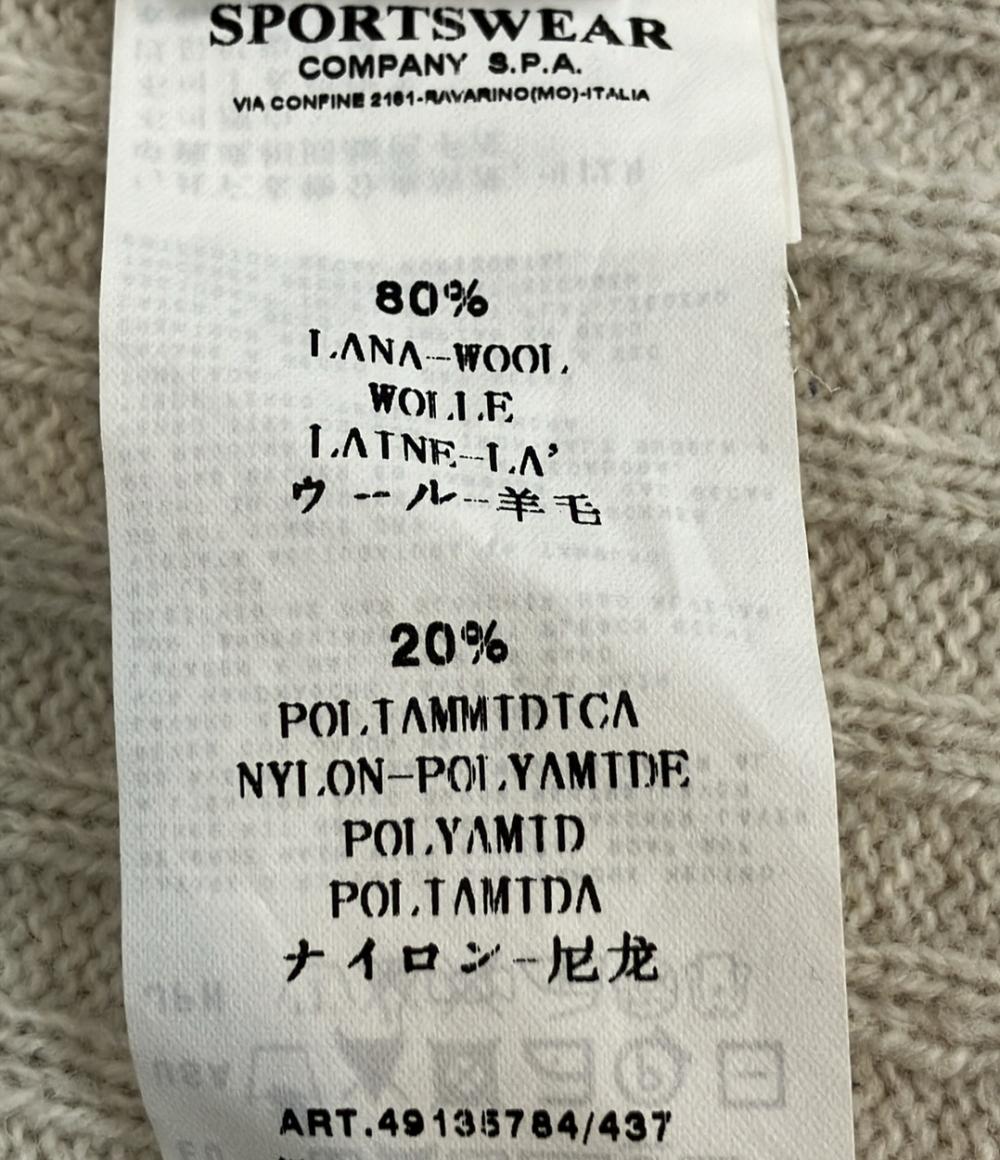 SPORTSWEAR
COMPANY S.P.A.
VIA CONFINE 2161-RAVARINO(MO)-ITALIA
80%
LANA-WOOL
WOLLE
LAINE-LA'
ウール-羊毛
20%
POLIAMMIDICA
NYLON-POLYAMIDE
POLYAMID
POLIAMIDA
ナイロン-尼龙
ART.49135784/437